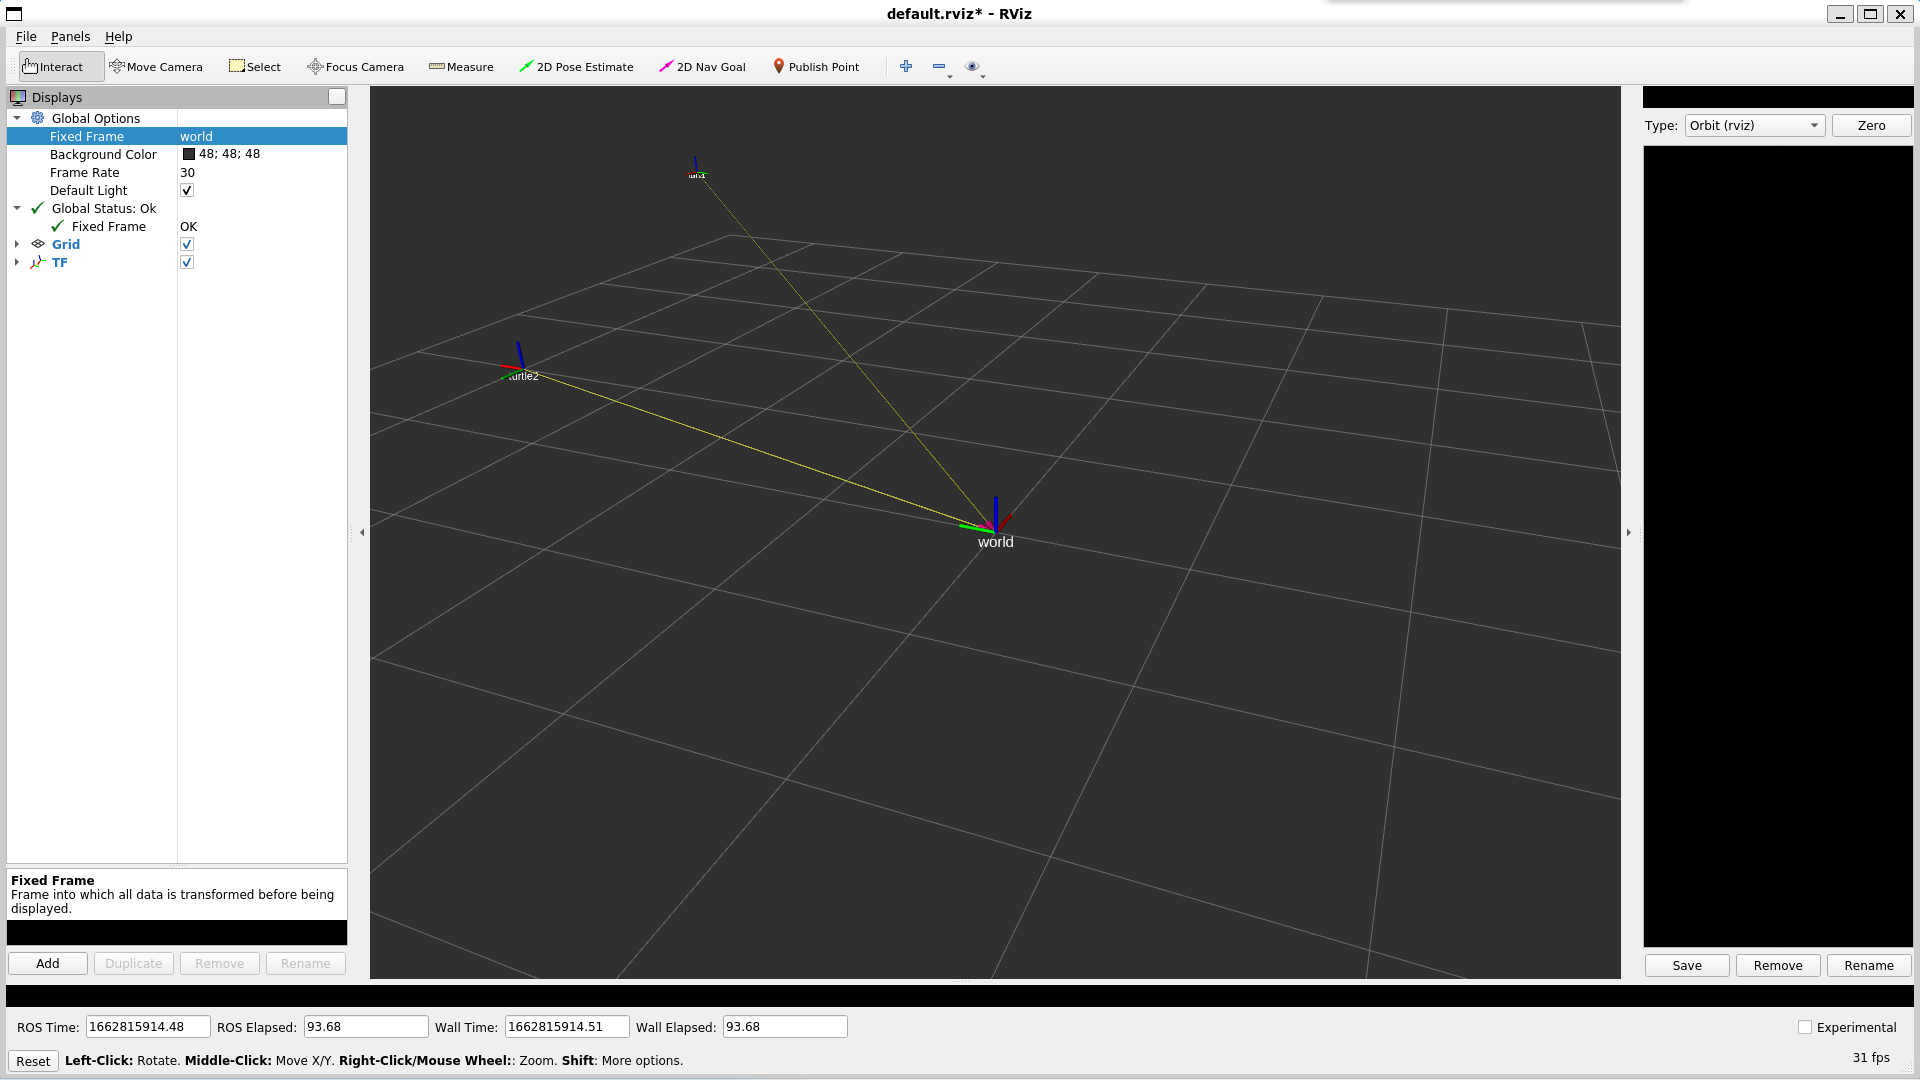 default.rviz* – RViz
File Panels Help
Interact Move Camera Select Focus Camera Measure 2D Pose Estimate 2D Nav Goal Publish Point
Displays
Global Options
Fixed Frame world
Background Color 48; 48; 48
Frame Rate 30
Default Light
Global Status: Ok
Fixed Frame OK
Grid
TF
Fixed Frame
Frame into which all data is transformed before being
displayed.
Add Duplicate Remove Rename
turtle2
world
Type: Orbit (rviz) Zero
Save Remove Rename
ROS Time: 1662815914.48 ROS Elapsed: 93.68 Wall Time: 1662815914.51 Wall Elapsed: 93.68 Experimental
Reset Left-Click: Rotate. Middle-Click: Move X/Y. Right-Click/Mouse Wheel:: Zoom. Shift: More options. 31 fps